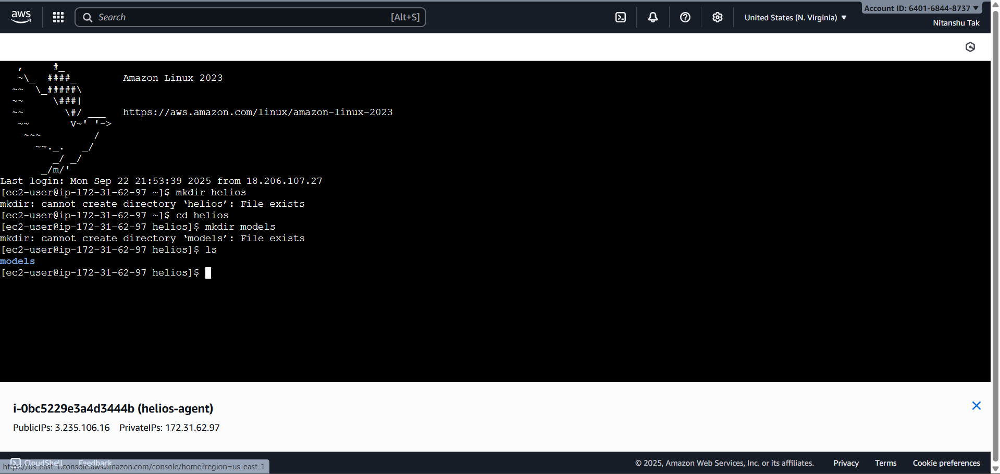 aws
Search
[Alt+S]
United States (N. Virginia)
Account ID: 6401-6844-8737
Nitanshu Tak
   ,     #_
   ~\_  ####_        Amazon Linux 2023
  ~~  \_#####\
  ~~     \###|
  ~~       \#/ ___   https://aws.amazon.com/linux/amazon-linux-2023
   ~~       V~' '->
    ~~~         /
      ~~._.   _/
         _/ _/
       _/m/'
Last login: Mon Sep 22 21:53:39 2025 from 18.206.107.27
[ec2-user@ip-172-31-62-97 ~]$ mkdir helios
mkdir: cannot create directory ‘helios’: File exists
[ec2-user@ip-172-31-62-97 ~]$ cd helios
[ec2-user@ip-172-31-62-97 helios]$ mkdir models
mkdir: cannot create directory ‘models’: File exists
[ec2-user@ip-172-31-62-97 helios]$ ls
models
[ec2-user@ip-172-31-62-97 helios]$
i-0bc5229e3a4d3444b (helios-agent)
PublicIPs: 3.235.106.16 PrivateIPs: 172.31.62.97
CloudShell Feedback
https://us-east-1.console.aws.amazon.com/console/home?region=us-east-1
© 2025, Amazon Web Services, Inc. or its affiliates. Privacy Terms Cookie preferences